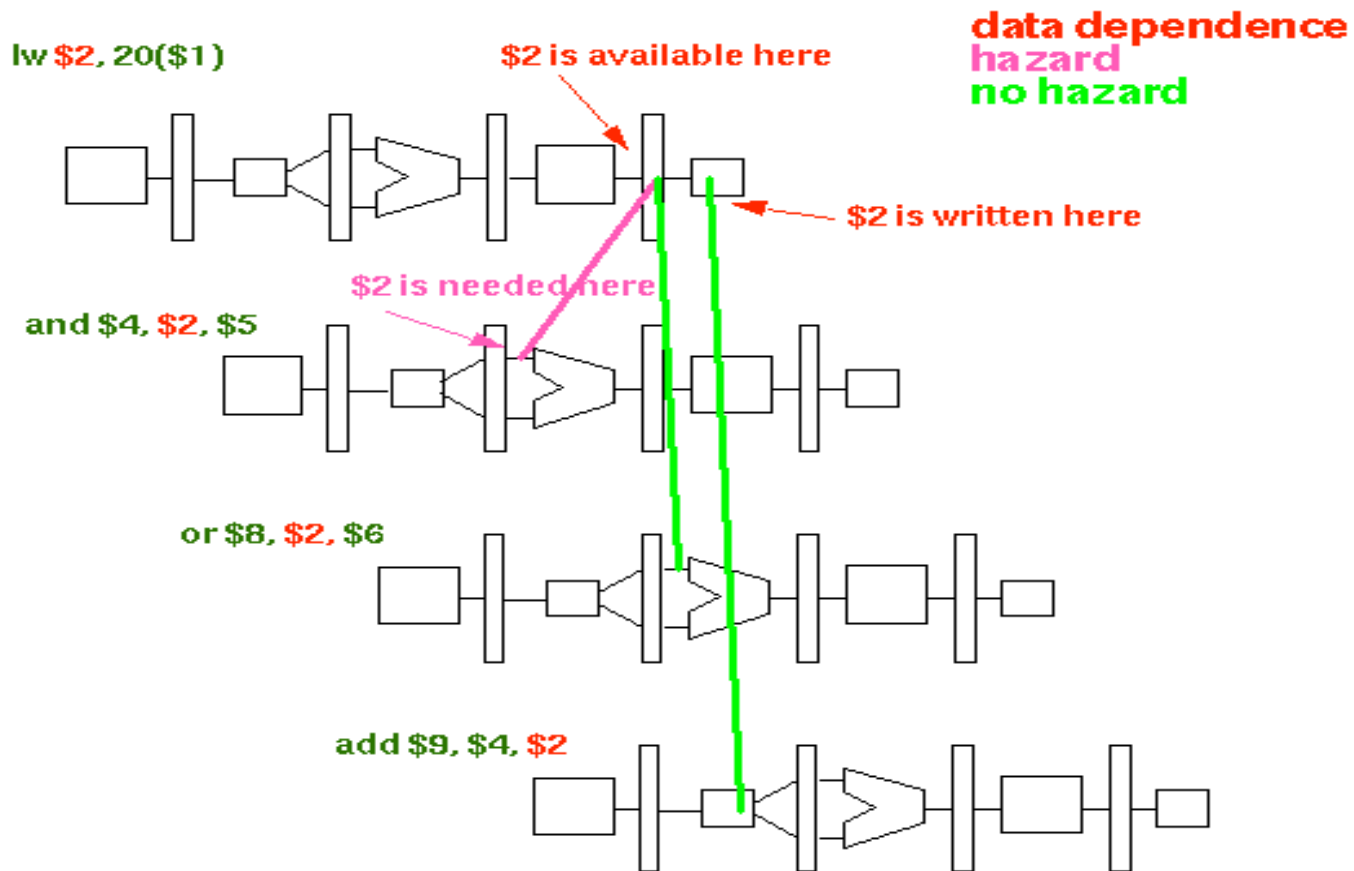 data dependence
hazard
no hazard
lw $2, 20($1)
$2 is available here
$2 is written here
$2 is needed here
and $4, $2, $5
or $8, $2, $6
add $9, $4, $2